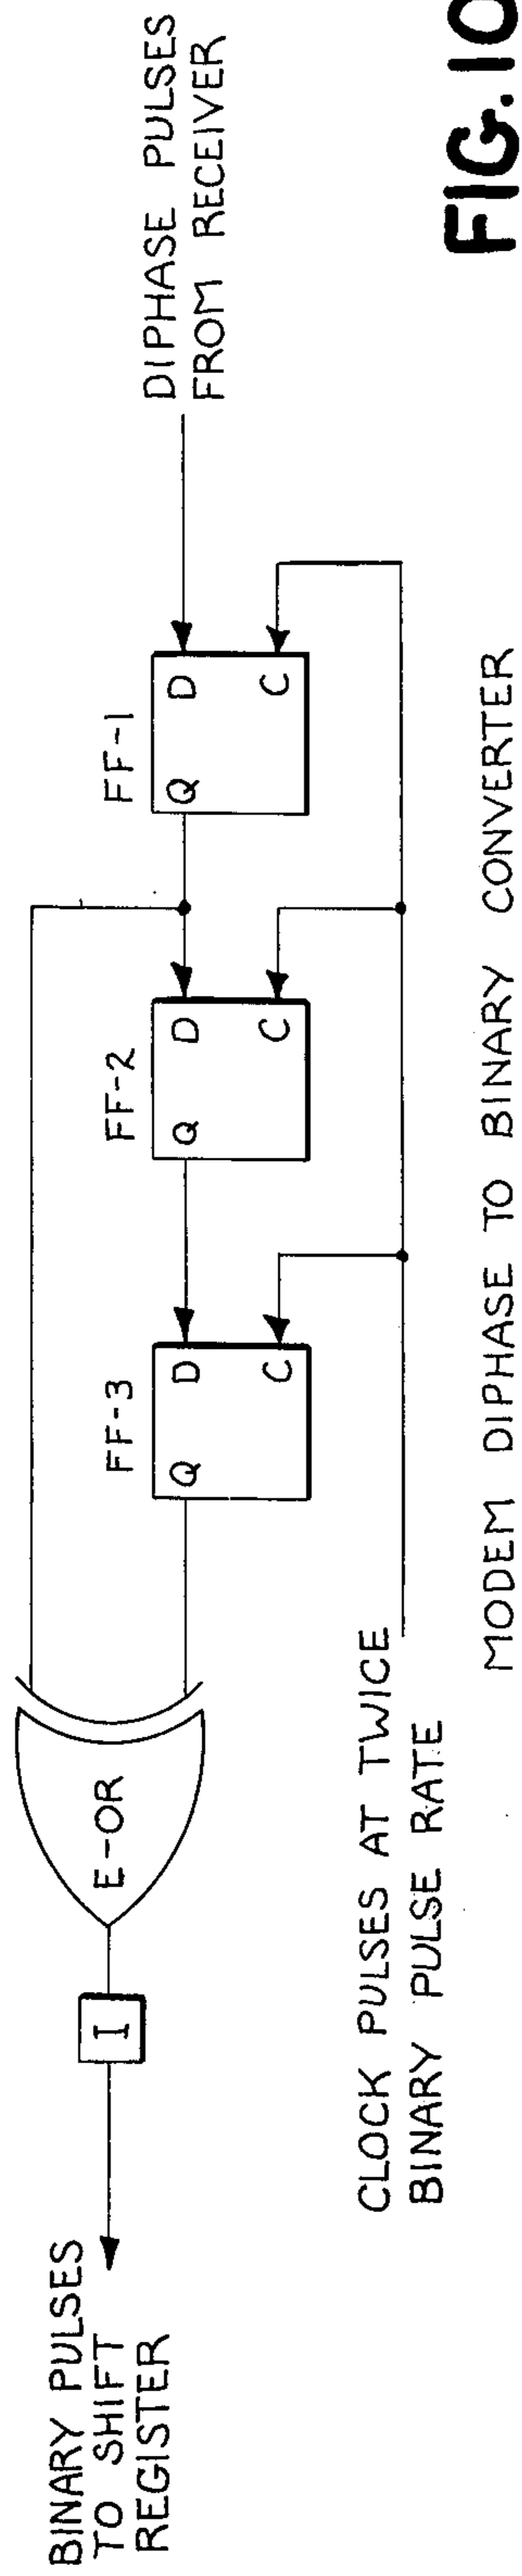 BINARY PULSES
TO SHIFT
REGISTER
I
E-OR
FF-3
Q
D
C
FF-2
Q
D
C
FF-1
Q
D
C
DIPHASE PULSES
FROM RECEIVER
CLOCK PULSES AT TWICE
BINARY PULSE RATE
MODEM DIPHASE TO BINARY CONVERTER
FIG. 10